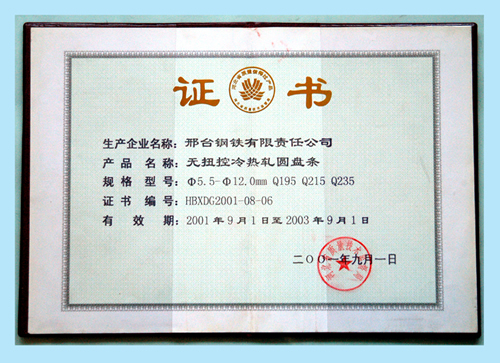 证书
生产企业名称：邢台钢铁有限责任公司
产品名称：无扭控冷热轧圆盘条
规格型号：Φ5.5-Φ12.0mm Q195 Q215 Q235
证书编号：HBXDG2001-08-06
有效期：2001年9月1日至2003年9月1日
二〇〇一年九月一日